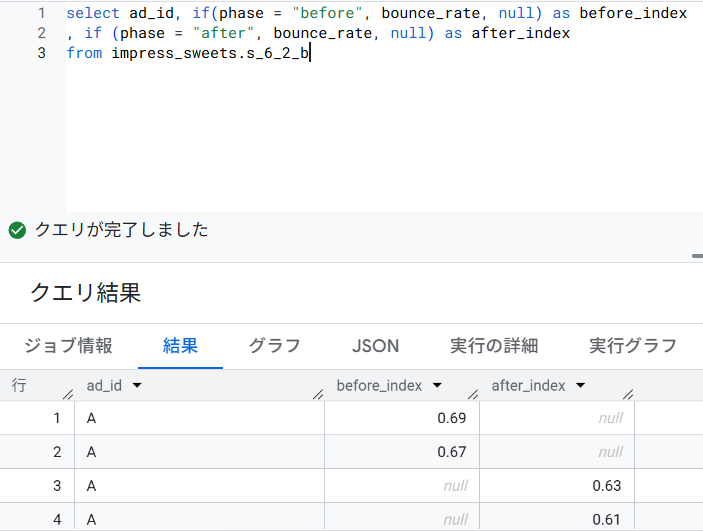 1 select ad_id, if(phase = "before", bounce_rate, null) as before_index
2 , if (phase = "after", bounce_rate, null) as after_index
3 from impress_sweets.s_6_2_b
クエリが完了しました
クエリ結果
ジョブ情報 結果 グラフ JSON 実行の詳細 実行グラフ
行 ad_id before_index after_index
1 A 0.69 null
2 A 0.67 null
3 A null 0.63
4 A null 0.61